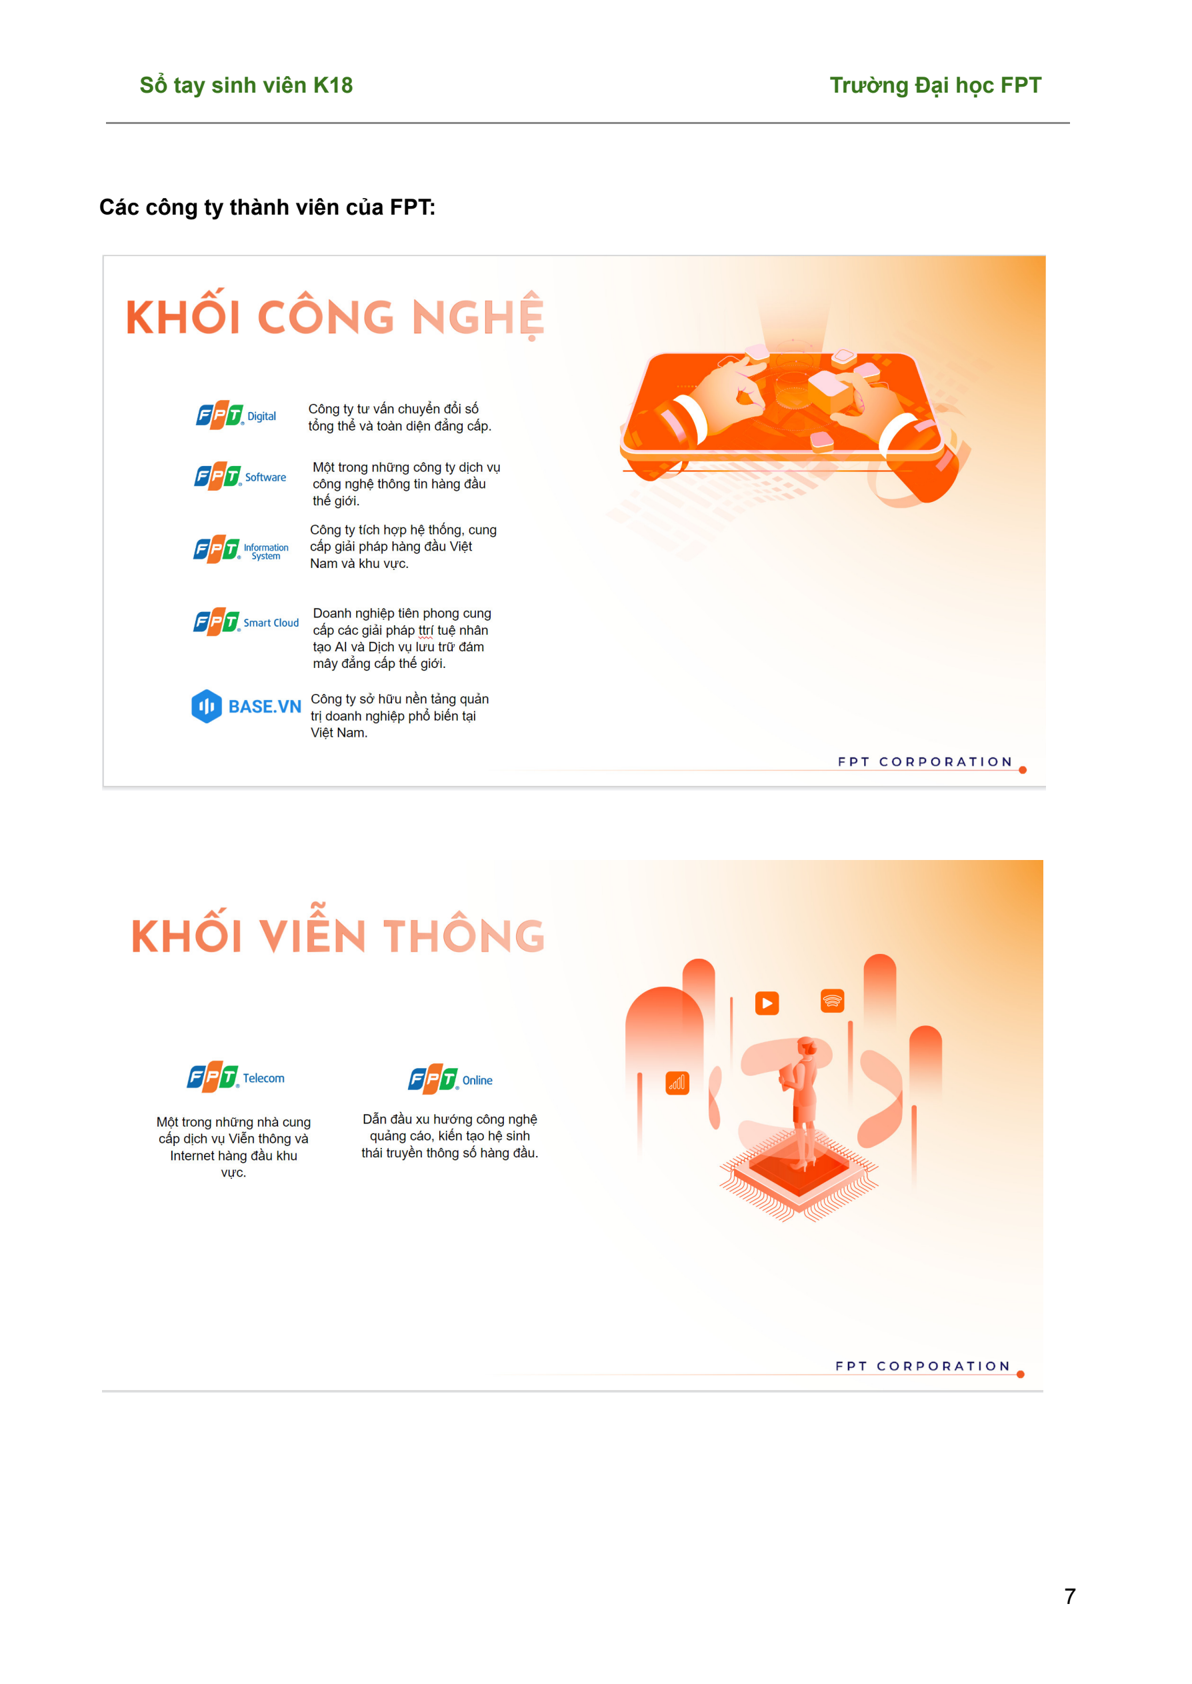 Sổ tay sinh viên K18 Trường Đại học FPT
Các công ty thành viên của FPT:
KHỐI CÔNG NGHỆ
FPT Digital
Công ty tư vấn chuyển đổi số
tổng thể và toàn diện đẳng cấp.
FPT Software
Một trong những công ty dịch vụ
công nghệ thông tin hàng đầu
thế giới.
FPT Information
System
Công ty tích hợp hệ thống, cung
cấp giải pháp hàng đầu Việt
Nam và khu vực.
FPT Smart Cloud
Doanh nghiệp tiên phong cung
cấp các giải pháp ttrí tuệ nhân
tạo AI và Dịch vụ lưu trữ đám
mây đẳng cấp thế giới.
BASE.VN
Công ty sở hữu nền tảng quản
trị doanh nghiệp phổ biến tại
Việt Nam.
FPT CORPORATION
KHỐI VIỄN THÔNG
FPT Telecom
Một trong những nhà cung
cấp dịch vụ Viễn thông và
Internet hàng đầu khu
vực.
FPT Online
Dẫn đầu xu hướng công nghệ
quảng cáo, kiến tạo hệ sinh
thái truyền thông số hàng đầu.
FPT CORPORATION
7